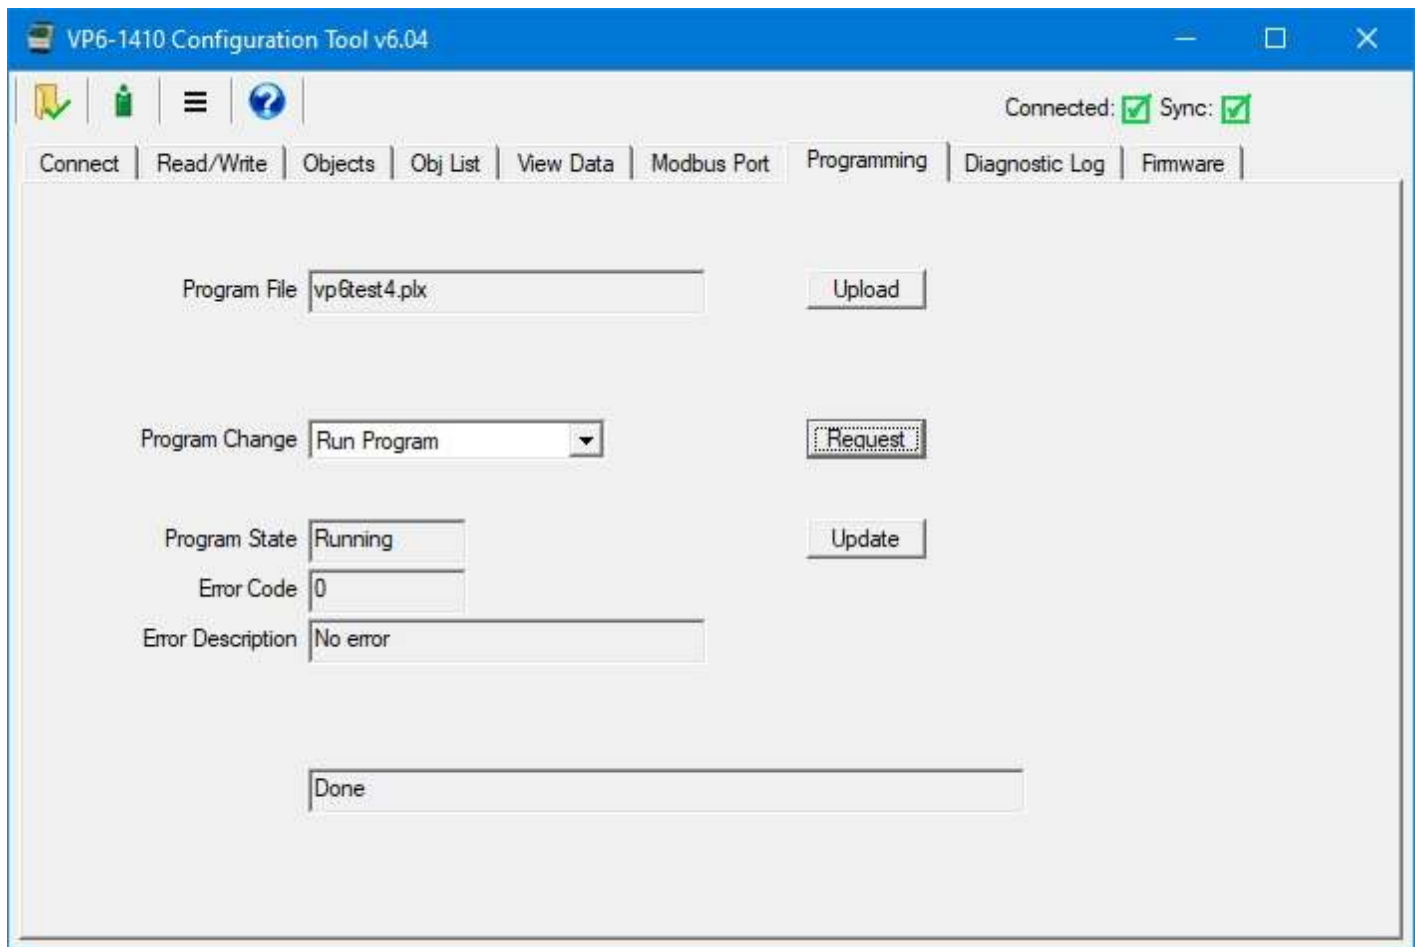 VP6-1410 Configuration Tool v6.04
Connected: Sync:
Connect Read/Write Objects Obj List View Data Modbus Port Programming Diagnostic Log Firmware
Program File vp6test4.plx Upload
Program Change Run Program Request
Program State Running Update
Error Code 0
Error Description No error
Done